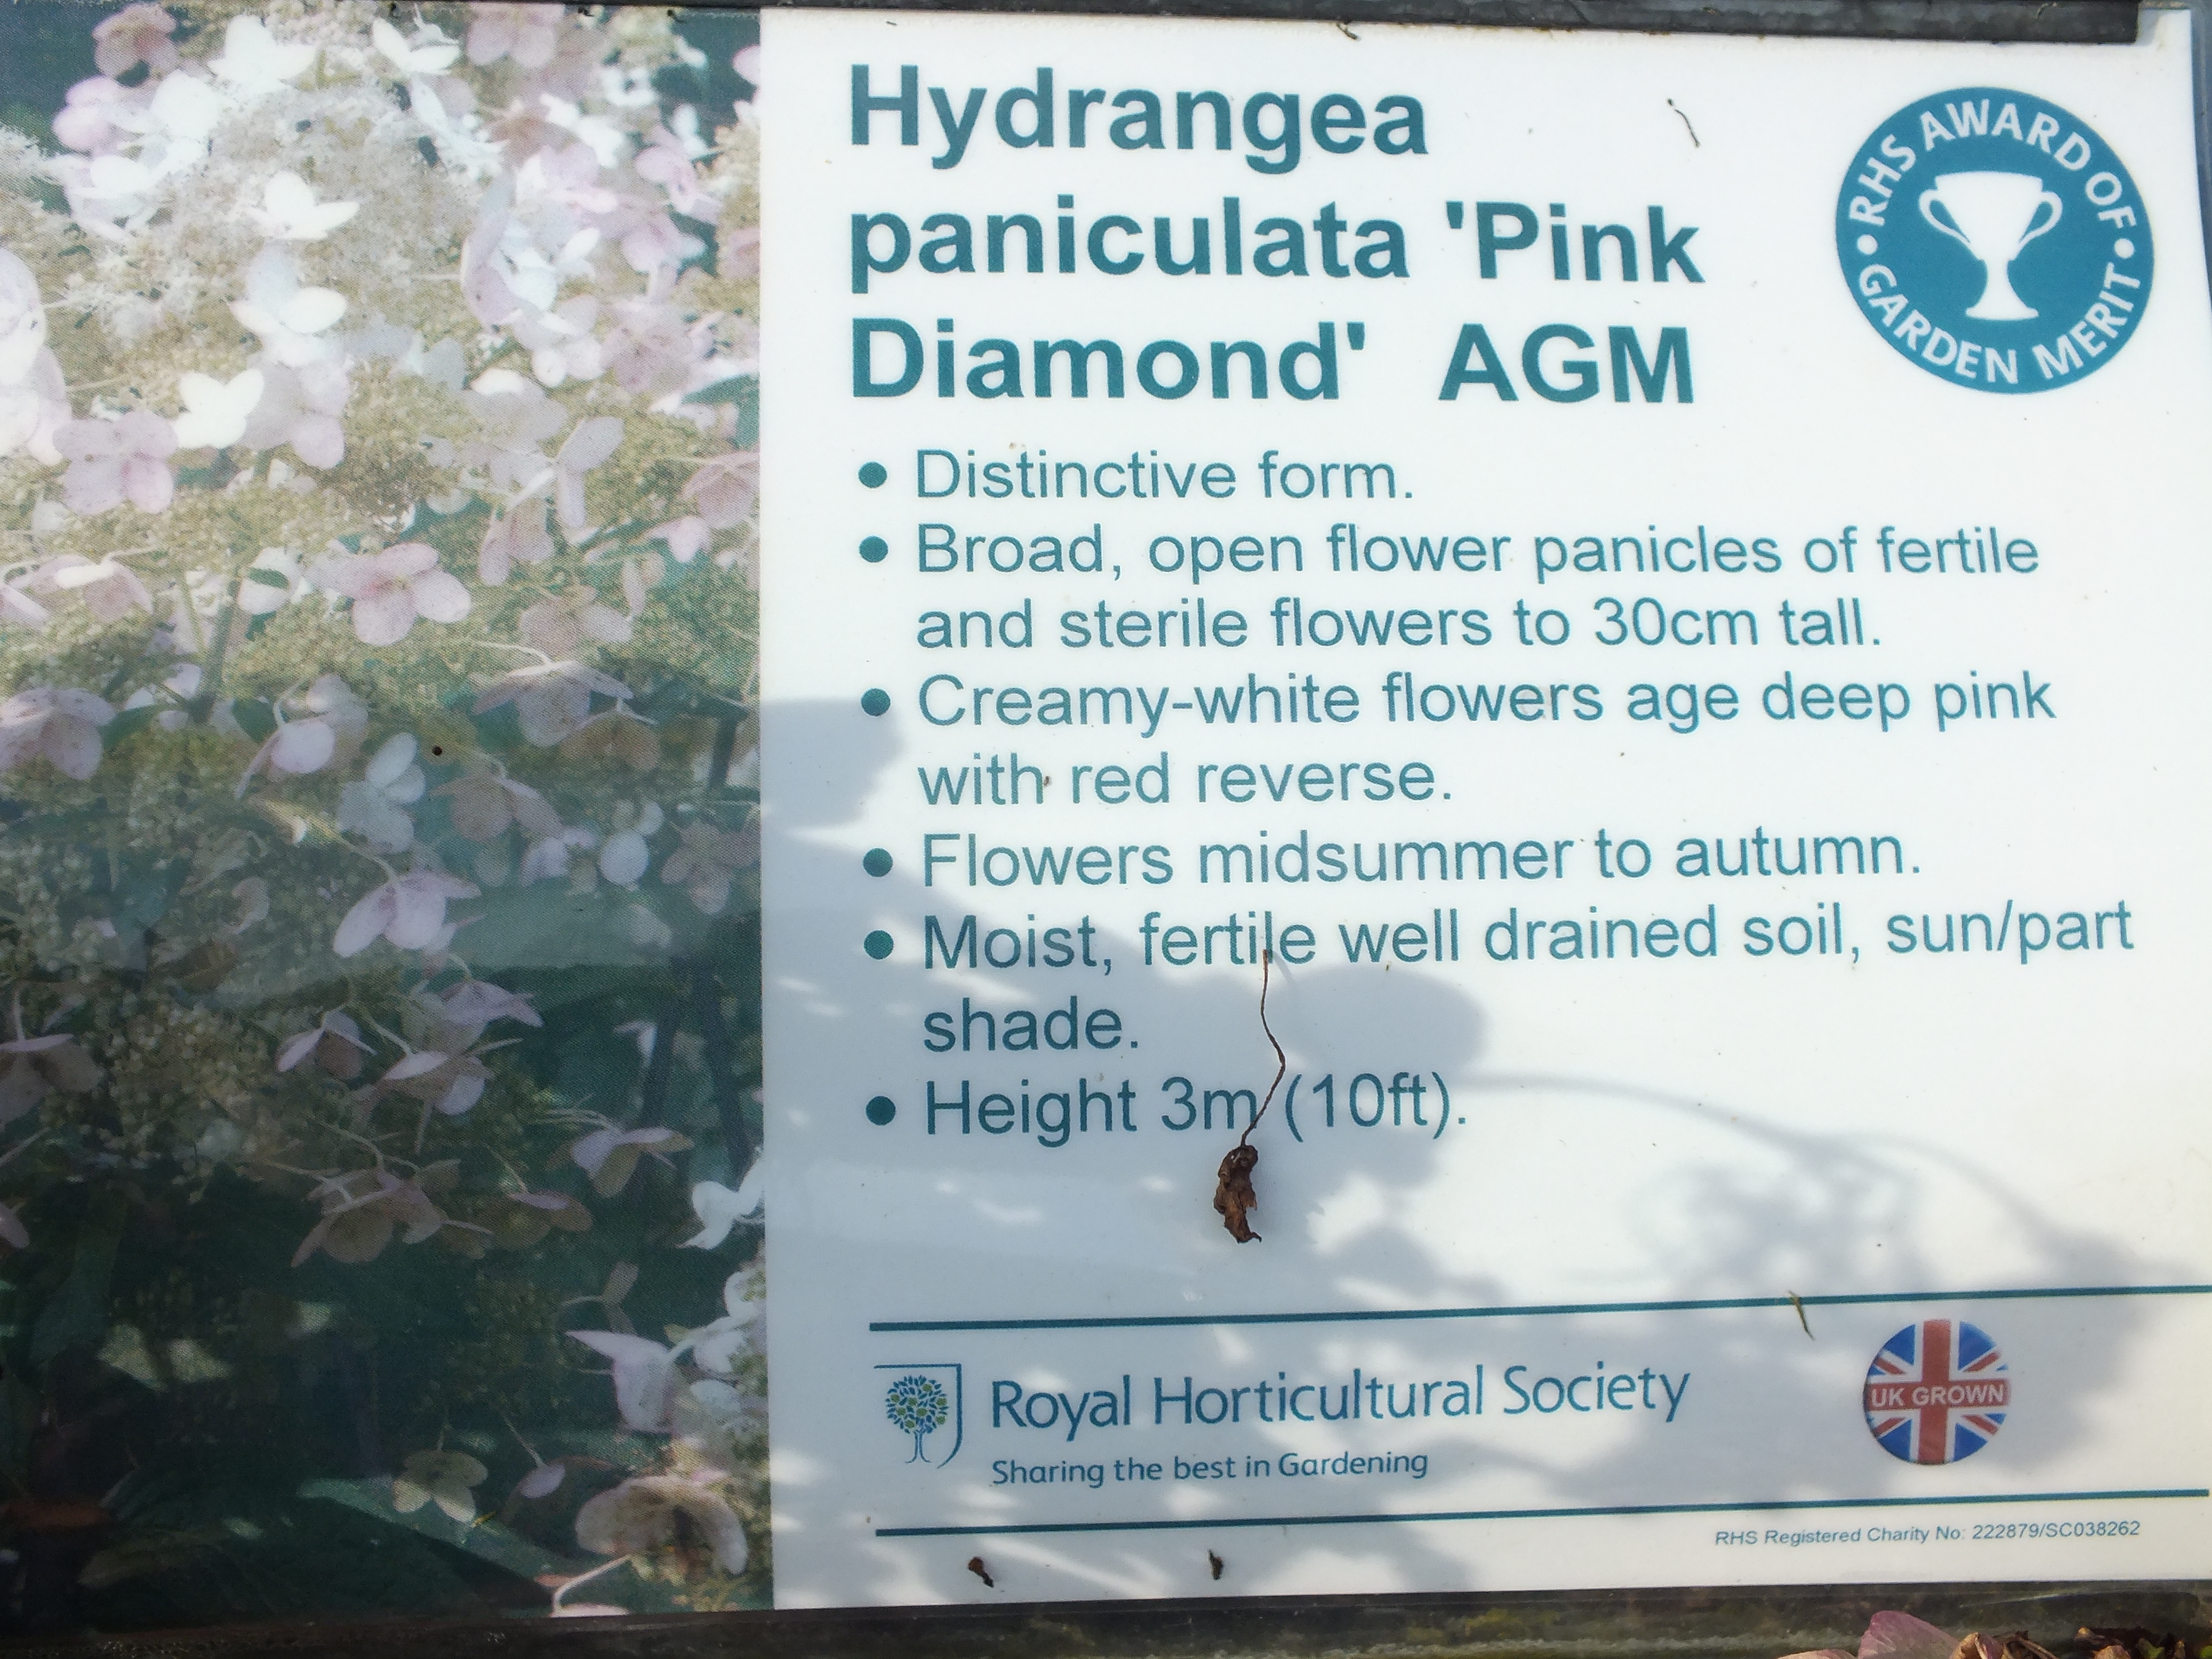 Hydrangea
paniculata 'Pink
Diamond' AGM
RHS AWARD OF
GARDEN MERIT
• Distinctive form.
• Broad, open flower panicles of fertile
and sterile flowers to 30cm tall.
• Creamy-white flowers age deep pink
with red reverse.
• Flowers midsummer to autumn.
• Moist, fertile well drained soil, sun/part
shade.
• Height 3m (10ft).
Royal Horticultural Society
Sharing the best in Gardening
UK GROWN
RHS Registered Charity No: 222879/SC038262